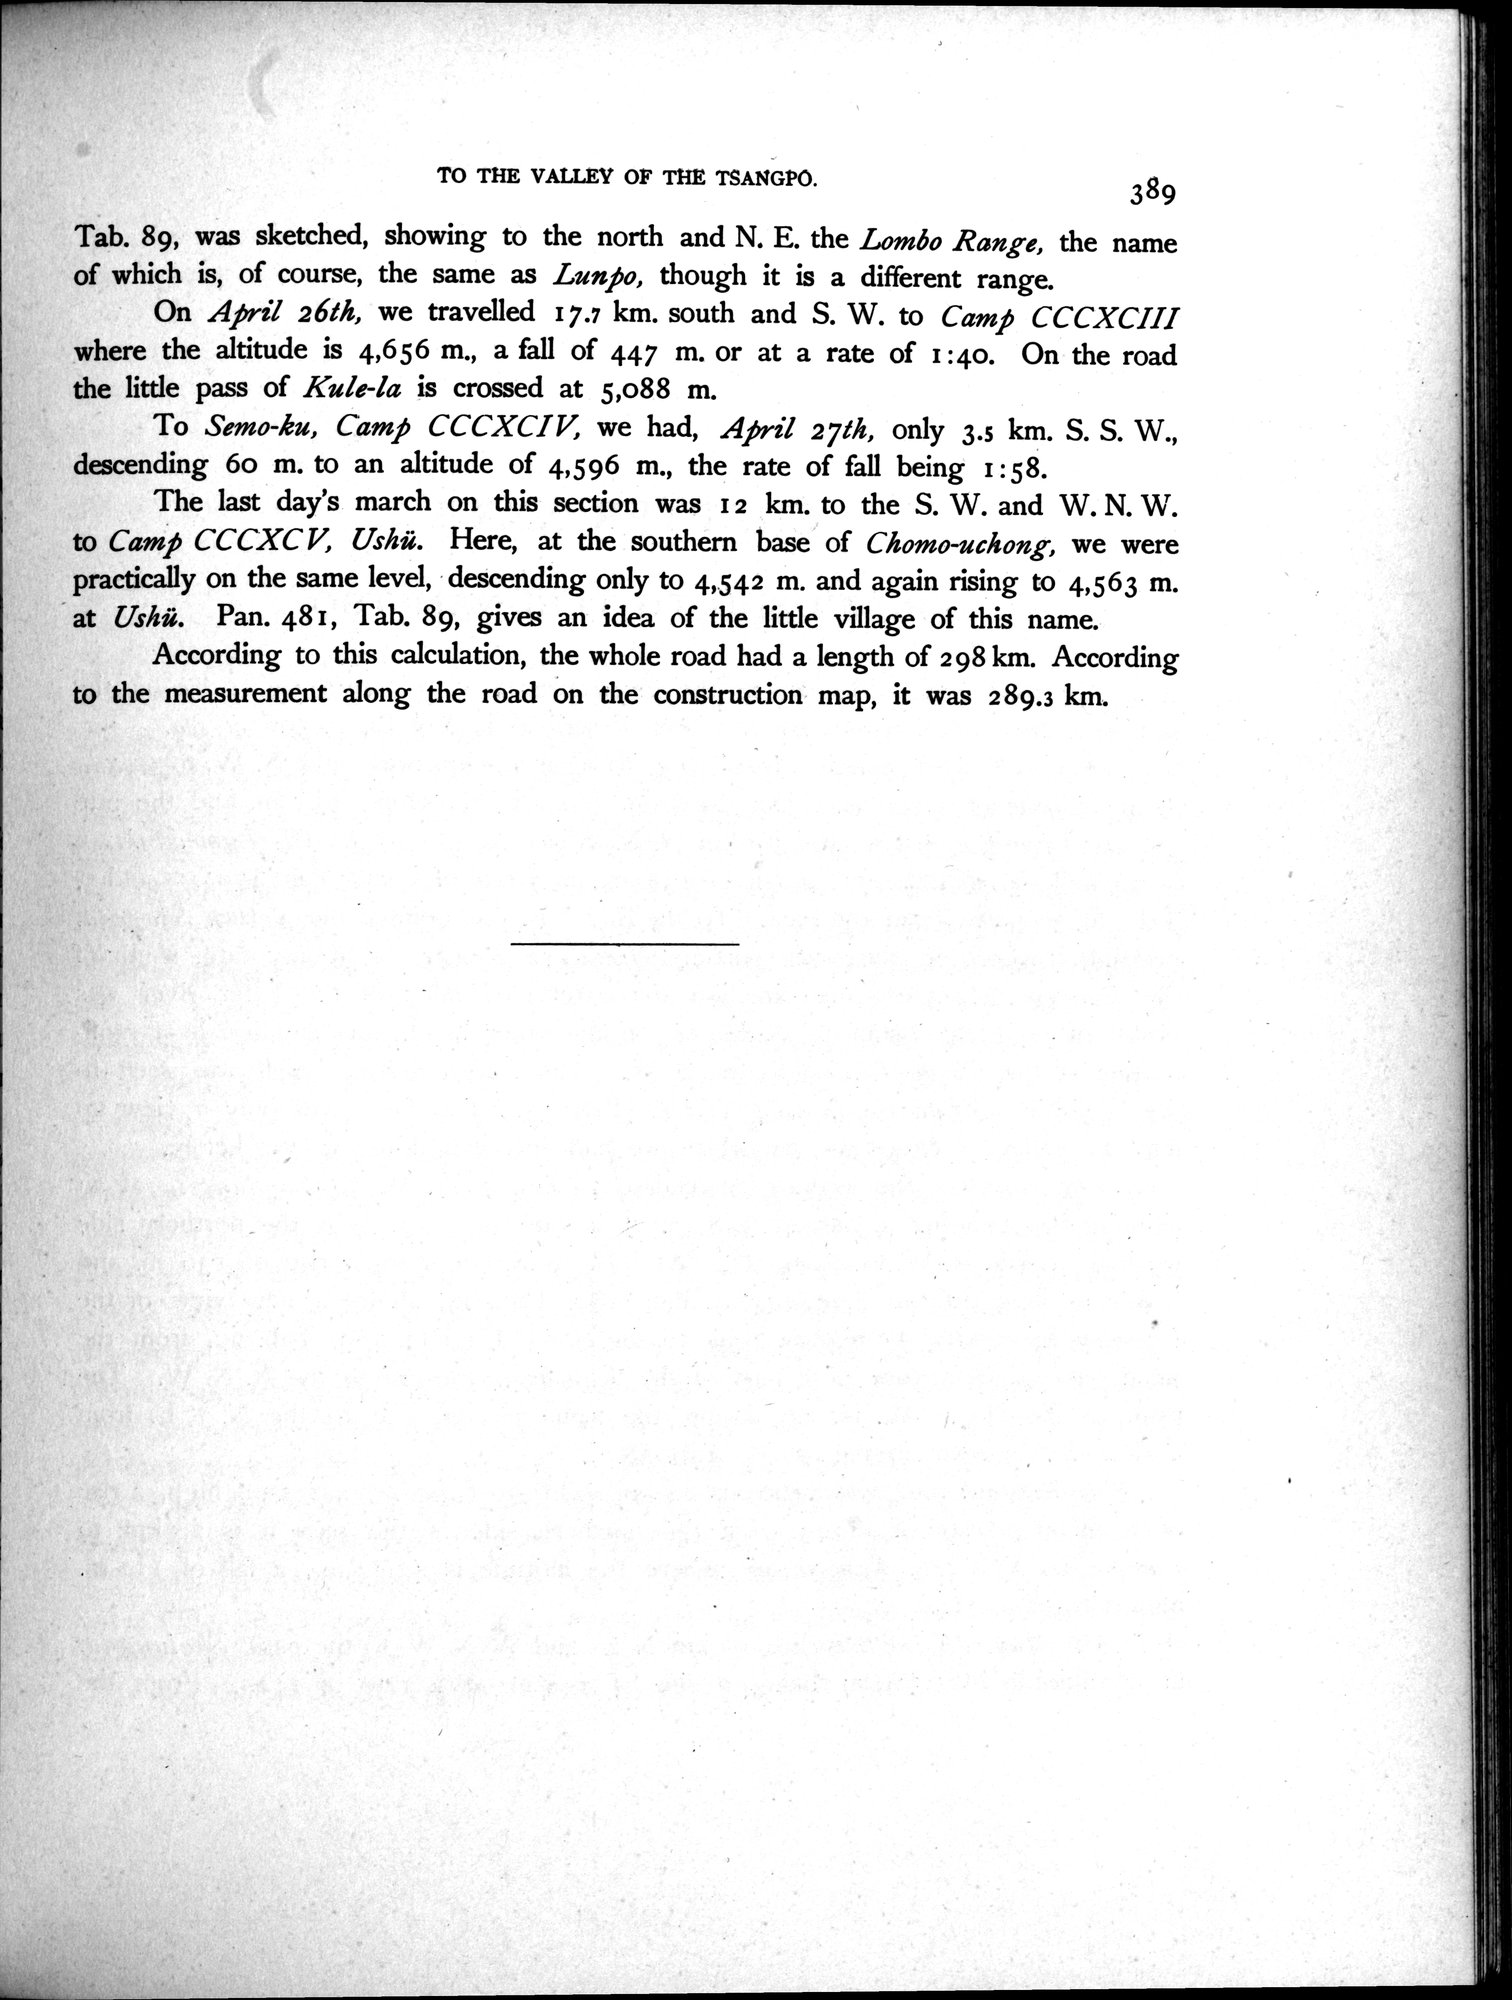 TO THE VALLEY OF THE TSANGPO.
389
Tab. 89, was sketched, showing to the north and N. E. the Lombo Range, the name
of which is, of course, the same as Lunpo, though it is a different range.
On April 26th, we travelled 17.7 km. south and S. W. to Camp CCCXCIII
where the altitude is 4,656 m., a fall of 447 m. or at a rate of 1:40. On the road
the little pass of Kule-la is crossed at 5,088 m.
To Semo-ku, Camp CCCXCIV, we had, April 27th, only 3.5 km. S. S. W.,
descending 60 m. to an altitude of 4,596 m., the rate of fall being 1:58.
The last day's march on this section was 12 km. to the S. W. and W. N. W.
to Camp CCCXCV, Ushü. Here, at the southern base of Chomo-uchong, we were
practically on the same level, descending only to 4,542 m. and again rising to 4,563 m.
at Ushü. Pan. 481, Tab. 89, gives an idea of the little village of this name.
According to this calculation, the whole road had a length of 298 km. According
to the measurement along the road on the construction map, it was 289.3 km.